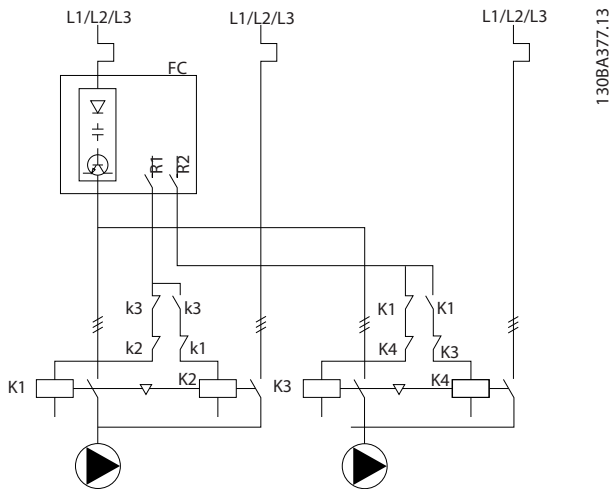 L1/L2/L3
L1/L2/L3
L1/L2/L3
130BA377.13
FC
R1
R2
k3
k3
K1
K1
k2
k1
K4
K3
K1
K2
K3
K4